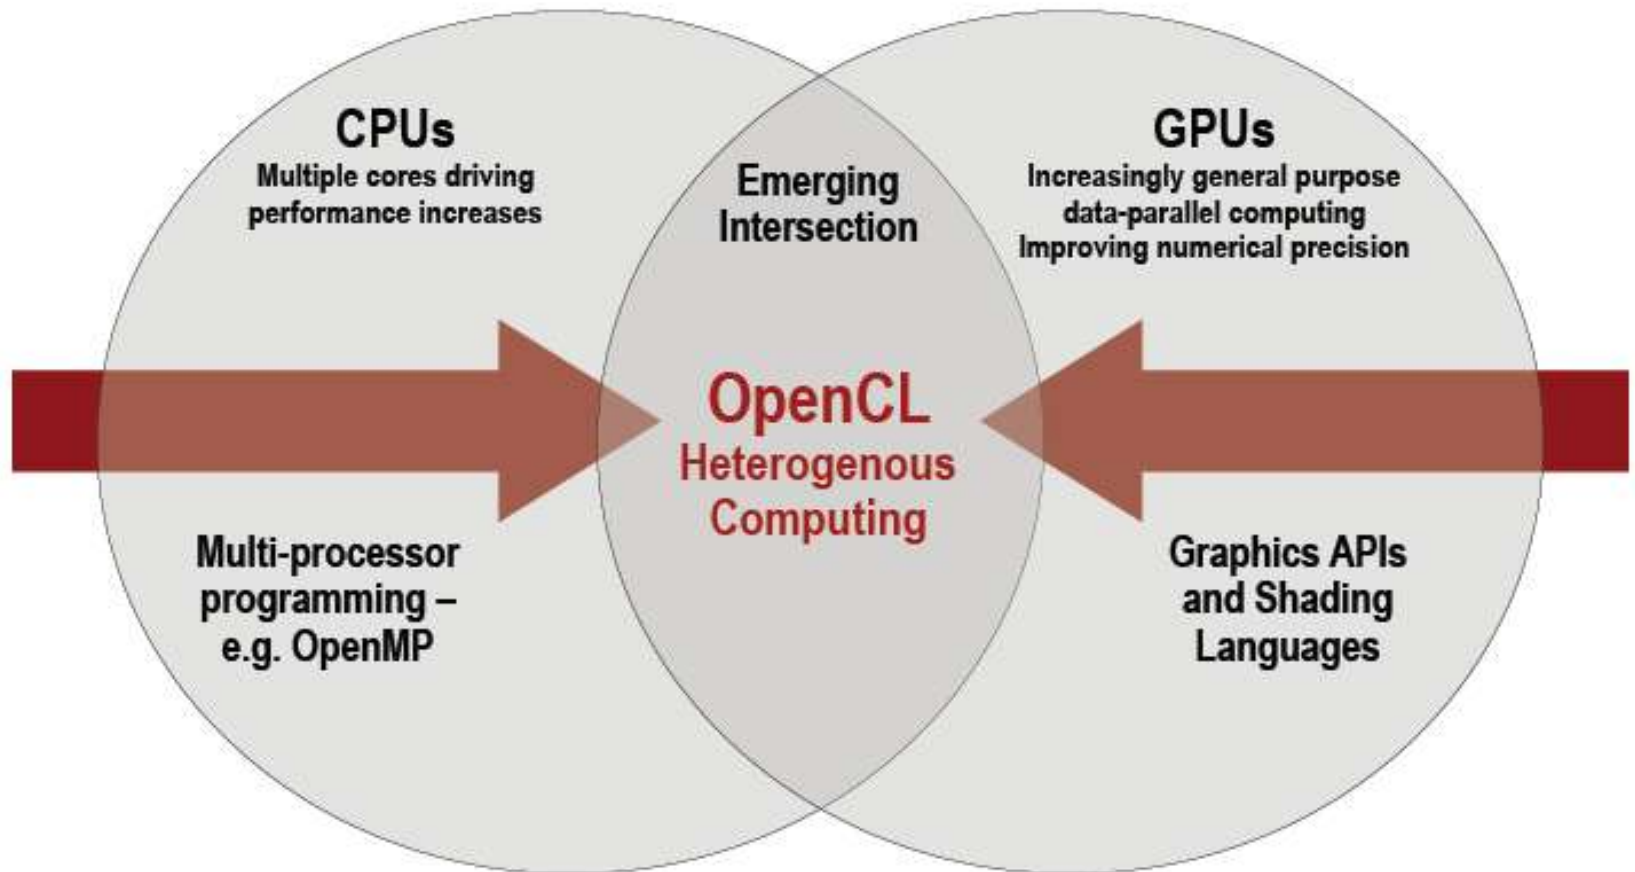 CPUs
Multiple cores driving
performance increases
Multi-processor
programming –
e.g. OpenMP
Emerging
Intersection
OpenCL
Heterogenous
Computing
GPUs
Increasingly general purpose
data-parallel computing
Improving numerical precision
Graphics APIs
and Shading
Languages